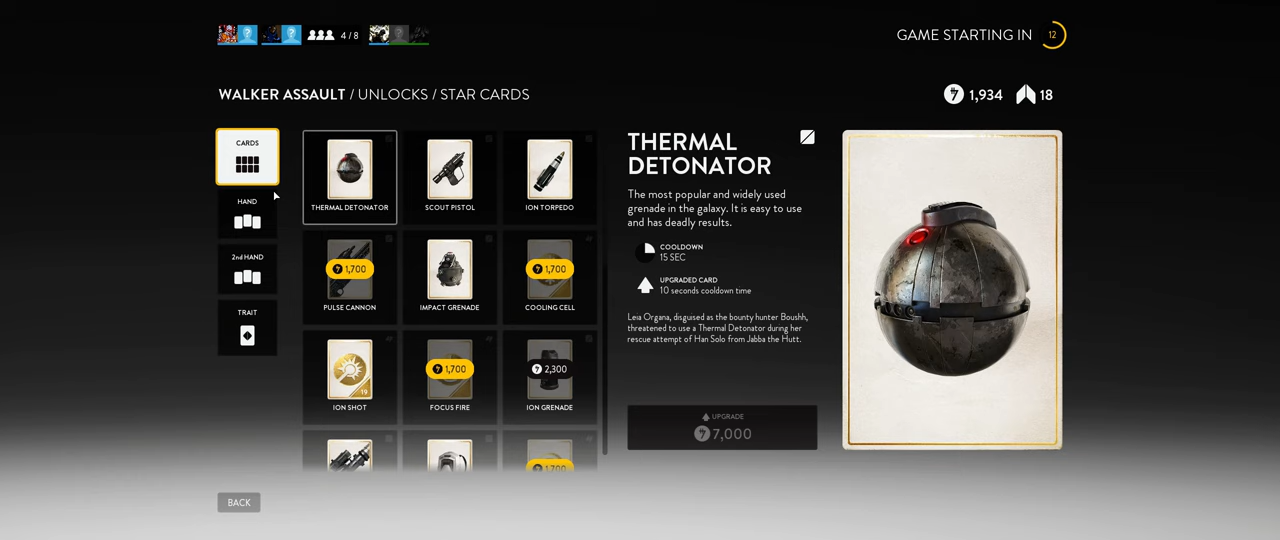 4 / 8
GAME STARTING IN 12
WALKER ASSAULT / UNLOCKS / STAR CARDS
1,934 18
CARDS
HAND
2nd HAND
TRAIT
THERMAL DETONATOR
SCOUT PISTOL
ION TORPEDO
1,700
PULSE CANNON
IMPACT GRENADE
1,700
COOLING CELL
19
ION SHOT
1,700
FOCUS FIRE
2,300
ION GRENADE
1,700
THERMAL
DETONATOR
The most popular and widely used
grenade in the galaxy. It is easy to use
and has deadly results.
COOLDOWN
15 SEC
UPGRADED CARD
10 seconds cooldown time
Leia Organa, disguised as the bounty hunter Boushh,
threatened to use a Thermal Detonator during her
rescue attempt of Han Solo from Jabba the Hutt.
UPGRADE
7,000
BACK